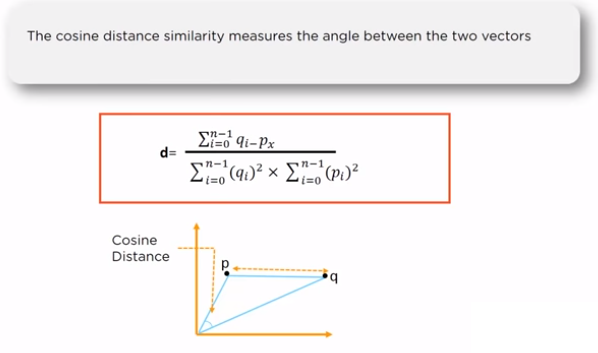 The cosine distance similarity measures the angle between the two vectors
d= \frac{\sum_{i=0}^{n-1} q_i-p_x}{\sum_{i=0}^{n-1}(q_i)^2 × \sum_{i=0}^{n-1}(p_i)^2}
Cosine
Distance
p
q